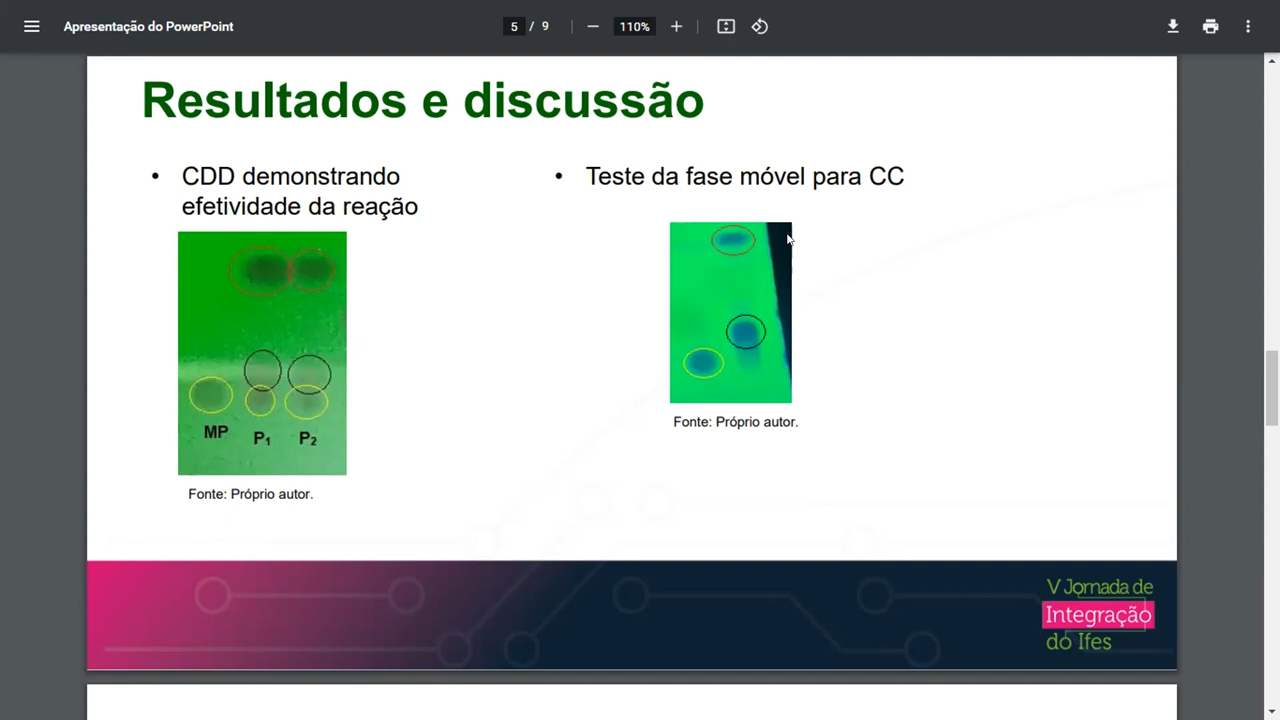 Apresentação do PowerPoint
5 / 9
110%
Resultados e discussão
• CDD demonstrando
efetividade da reação
MP P₁ P₂
Fonte: Próprio autor.
• Teste da fase móvel para CC
Fonte: Próprio autor.
V Jornada de
Integração
do Ifes